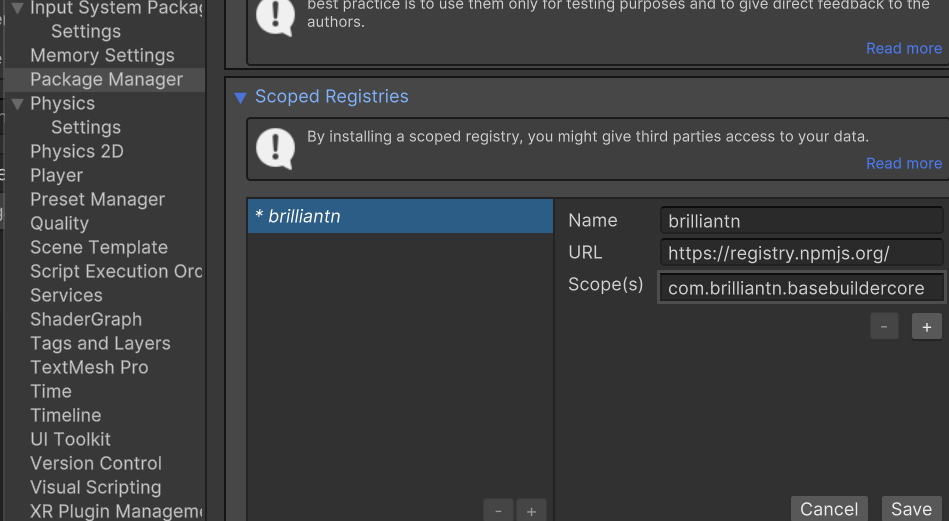 Input System Packag
Settings
Memory Settings
Package Manager
Physics
Settings
Physics 2D
Player
Preset Manager
Quality
Scene Template
Script Execution Orc
Services
ShaderGraph
Tags and Layers
TextMesh Pro
Time
Timeline
UI Toolkit
Version Control
Visual Scripting
XR Plugin Managem
best practice is to use them only for testing purposes and to give direct feedback to the
authors.
Read more
Scoped Registries
By installing a scoped registry, you might give third parties access to your data.
Read more
* brilliantn
- +
Name brilliantn
URL https://registry.npmjs.org/
Scope(s) com.brilliantn.basebuildercore
- +
Cancel Save